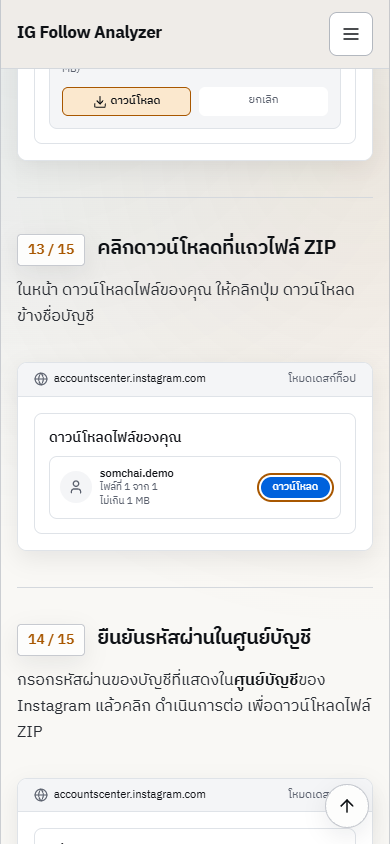 IG Follow Analyzer
MB)
ดาวน์โหลด
ยกเลิก
13 / 15
คลิกดาวน์โหลดที่แถวไฟล์ ZIP
ในหน้า ดาวน์โหลดไฟล์ของคุณ ให้คลิกปุ่ม ดาวน์โหลด
ข้างชื่อบัญชี
accountscenter.instagram.com
โหมดเดสก์ท็อป
ดาวน์โหลดไฟล์ของคุณ
somchai.demo
ไฟล์ที่ 1 จาก 1
ไม่เกิน 1 MB
ดาวน์โหลด
14 / 15
ยืนยันรหัสผ่านในศูนย์บัญชี
กรอกรหัสผ่านของบัญชีที่แสดงในศูนย์บัญชีของ
Instagram แล้วคลิก ดำเนินการต่อ เพื่อดาวน์โหลดไฟล์
ZIP
accountscenter.instagram.com